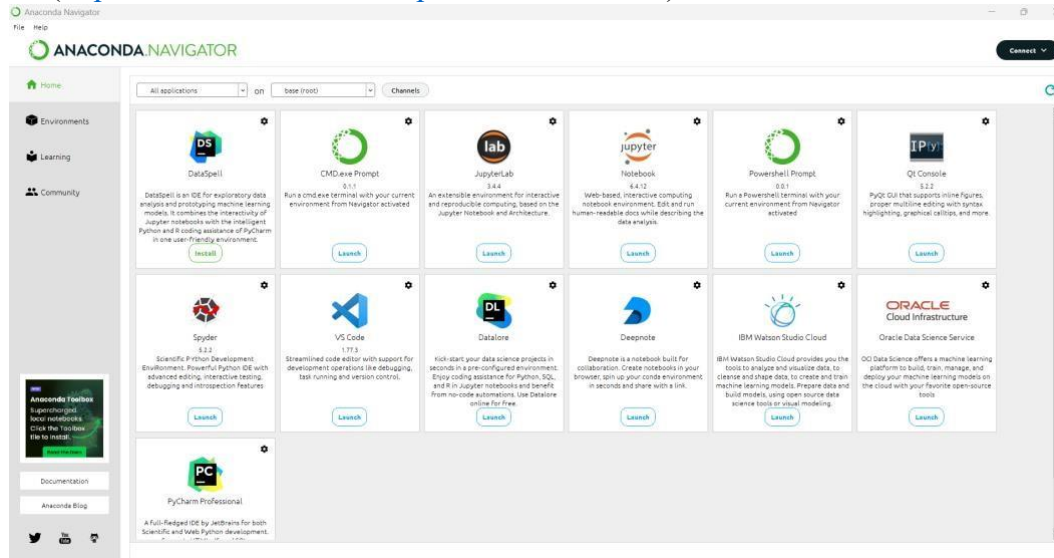 Anaconda Navigator
File Help
ANACONDA.NAVIGATOR
Connect
Home
Environments
Learning
Community
All applications on base (root) Channels
DS
DataSpell
DataSpell is an IDE for exploratory data
analysis and prototyping machine learning
models. It combines the interactivity of
Jupyter notebooks with the intelligent
Python and R coding assistance of PyCharm
in one user-friendly environment.
Install
CMD.exe Prompt
0.1.1
Run a cmd.exe terminal with your current
environment from Navigator activated
Launch
lab
JupyterLab
3.4.4
An extensible environment for interactive
and reproducible computing, based on the
Jupyter Notebook and Architecture.
Launch
jupyter
Notebook
6.4.12
Web-based, interactive computing
notebook environment. Edit and run
human-readable docs while describing the
data analysis.
Launch
Powershell Prompt
0.0.1
Run a Powershell terminal with your
current environment from Navigator
activated
Launch
IP[y]:
Qt Console
5.2.2
PyQt GUI that supports inline figures,
proper multiline editing with syntax
highlighting, graphical calltips, and more.
Launch
Spyder
5.2.2
Scientific PYthon Development
EnviRonment. Powerful Python IDE with
advanced editing, interactive testing,
debugging and introspection features
Launch
VS Code
1.77.3
Streamlined code editor with support for
development operations like debugging,
task running and version control.
Launch
DL
Datalore
Kick-start your data science projects in
seconds in a pre-configured environment.
Enjoy coding assistance for Python, SQL,
and R in Jupyter notebooks and benefit
from no-code automations. Use Datalore
online for free.
Launch
Deepnote
Deepnote is a notebook built for
collaboration. Create notebooks in your
browser, spin up your conda environment
in seconds and share with a link.
Launch
IBM Watson Studio Cloud
IBM Watson Studio Cloud provides you the
tools to analyze and visualize data, to
cleanse and shape data, to create and train
machine learning models. Prepare data and
build models, using open source data
science tools or visual modeling.
Launch
ORACLE
Cloud Infrastructure
Oracle Data Science Service
OCI Data Science offers a machine learning
platform to build, train, manage, and
deploy your machine learning models on
the cloud with your favorite open-source
tools
Launch
PC
PyCharm Professional
A full-fledged IDE by JetBrains for both
Scientific and Web Python development.
Anaconda Toolbox
Supercharged
local notebooks.
Click the Toolbox
tile to install.
Read the Docs
Documentation
Anaconda Blog
You
Tube